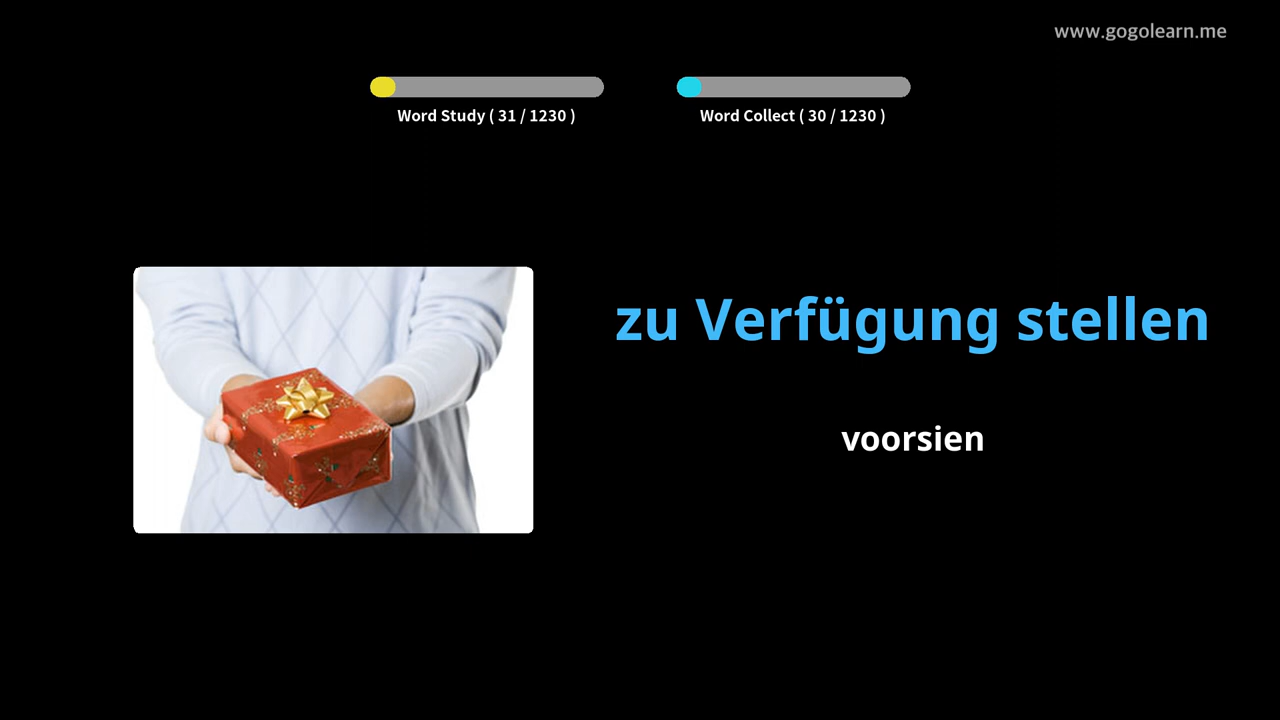 www.gogolearn.me
Word Study ( 31 / 1230 )
Word Collect ( 30 / 1230 )
zu Verfügung stellen
voorsien